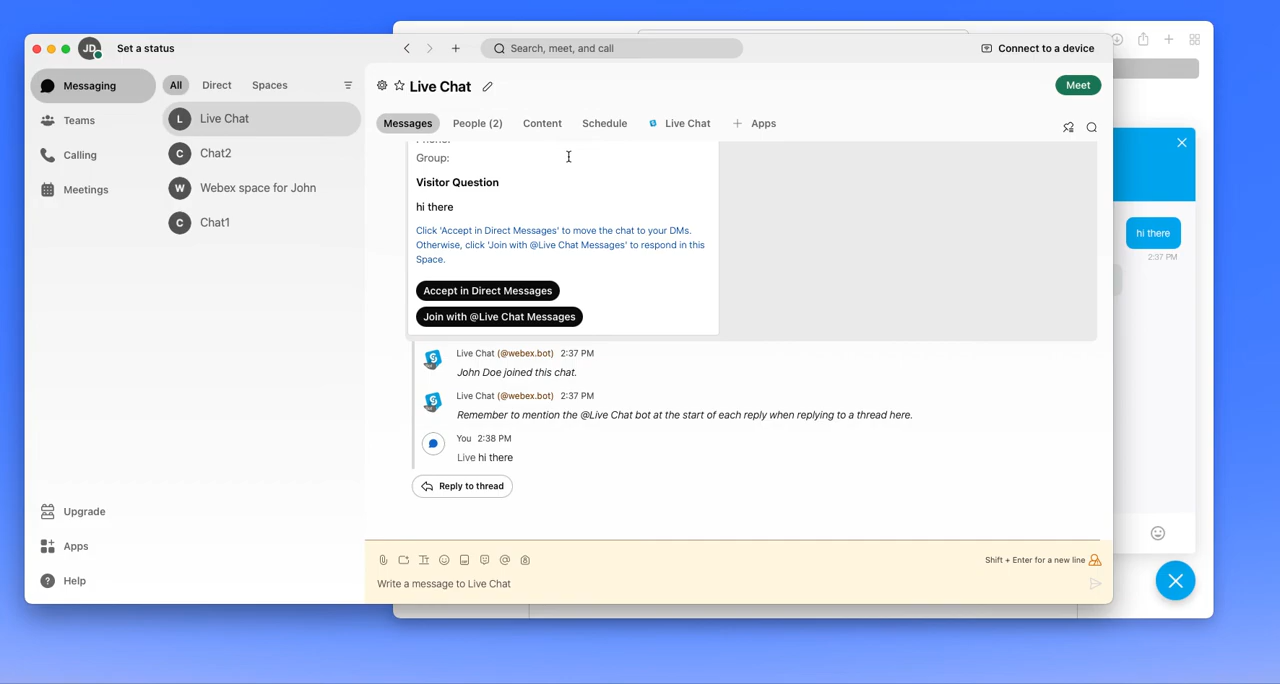 JD
Set a status
Search, meet, and call
Connect to a device
Messaging
Teams
Calling
Meetings
All
Direct
Spaces
L
Live Chat
C
Chat2
W
Webex space for John
C
Chat1
Upgrade
Apps
Help
Live Chat
Meet
Messages
People (2)
Content
Schedule
Live Chat
Apps
Group:
Visitor Question
hi there
Click 'Accept in Direct Messages' to move the chat to your DMs.
Otherwise, click 'Join with @Live Chat Messages' to respond in this
Space.
Accept in Direct Messages
Join with @Live Chat Messages
Live Chat (@webex.bot) 2:37 PM
John Doe joined this chat.
Live Chat (@webex.bot) 2:37 PM
Remember to mention the @Live Chat bot at the start of each reply when replying to a thread here.
You 2:38 PM
Live hi there
Reply to thread
Shift + Enter for a new line
Write a message to Live Chat
hi there
2:37 PM